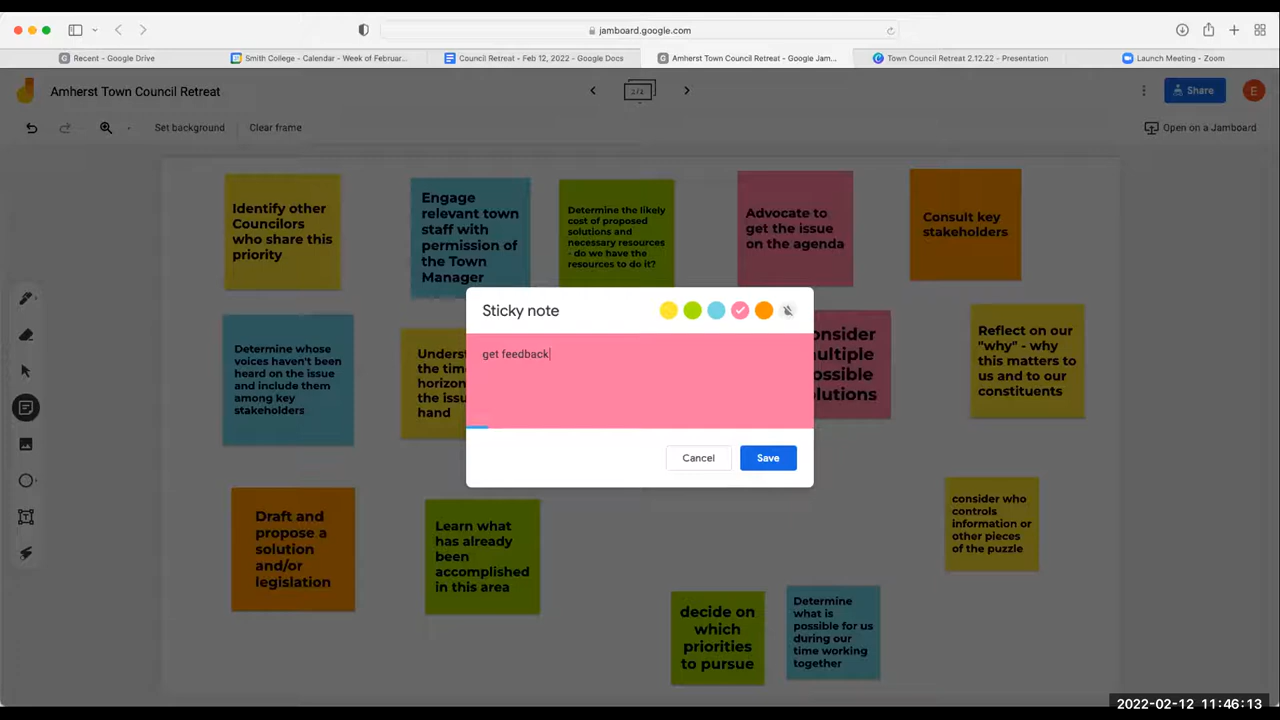 jamboard.google.com
Recent - Google Drive
Smith College - Calendar - Week of Februar...
Council Retreat - Feb 12, 2022 - Google Docs
Amherst Town Council Retreat - Google Jam...
Town Council Retreat 2.12.22 - Presentation
Launch Meeting - Zoom
Amherst Town Council Retreat
2/2
Share
E
Set background
Clear frame
Open on a Jamboard
Identify other
Councilors
who share this
priority
Engage
relevant town
staff with
permission of
the Town
Manager
Determine the likely
cost of proposed
solutions and
necessary resources
- do we have the
resources to do it?
Advocate to
get the issue
on the agenda
Consult key
stakeholders
Sticky note
get feedback
Cancel
Save
Determine whose
voices haven't been
heard on the issue
and include them
among key
stakeholders
the
hand
Reflect on our
"why" - why
this matters to
us and to our
constituents
Draft and
propose a
solution
and/or
legislation
Learn what
has already
been
accomplished
in this area
consider who
controls
information or
other pieces
of the puzzle
decide on
which
priorities
to pursue
Determine
what is
possible for us
during our
time working
together
2022-02-12 11:46:13